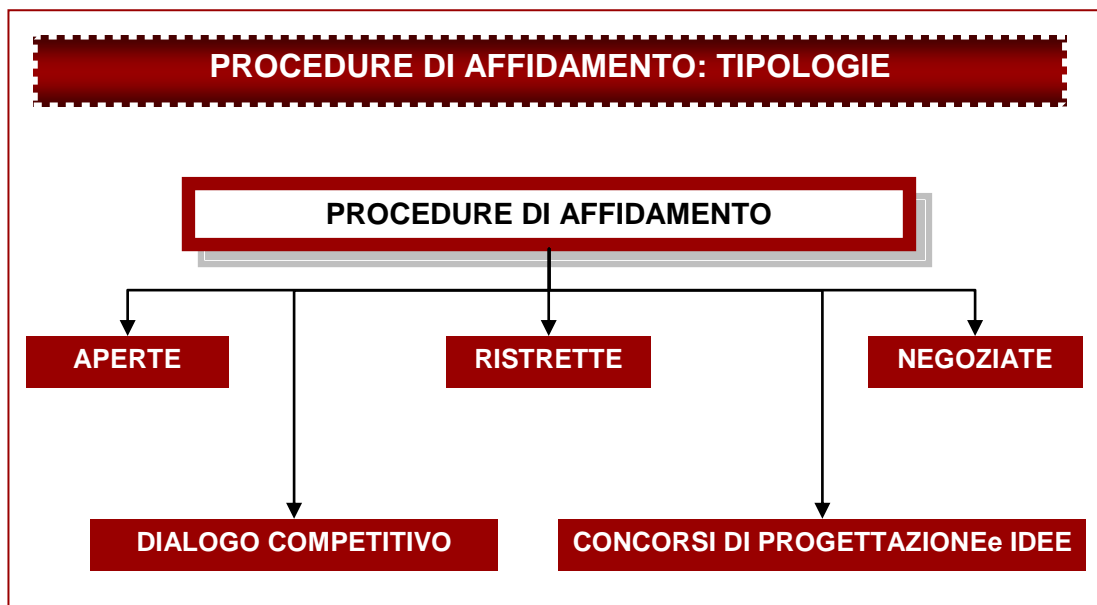 PROCEDURE DI AFFIDAMENTO: TIPOLOGIE
PROCEDURE DI AFFIDAMENTO
APERTE
RISTRETTE
NEGOZIATE
DIALOGO COMPETITIVO
CONCORSI DI PROGETTAZIONEe IDEE